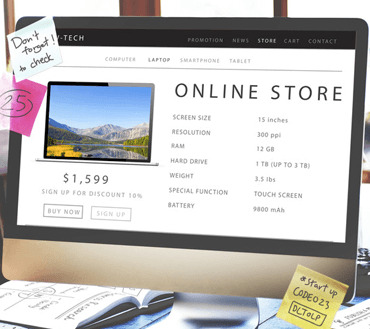 Don't
forget!
to check
25
V-TECH
PROMOTION NEWS STORE CART CONTACT
COMPUTER LAPTOP SMARTPHONE TABLET
ONLINE STORE
SCREEN SIZE 15 inches
RESOLUTION 300 ppi
RAM 12 GB
HARD DRIVE 1 TB (UP TO 3 TB)
WEIGHT 3.5 lbs
SPECIAL FUNCTION TOUCH SCREEN
BATTERY 9800 mAh
$1,599
SIGN UP FOR DISCOUNT 10%
BUY NOW SIGN UP
*start up
CODE023
DCTOLP